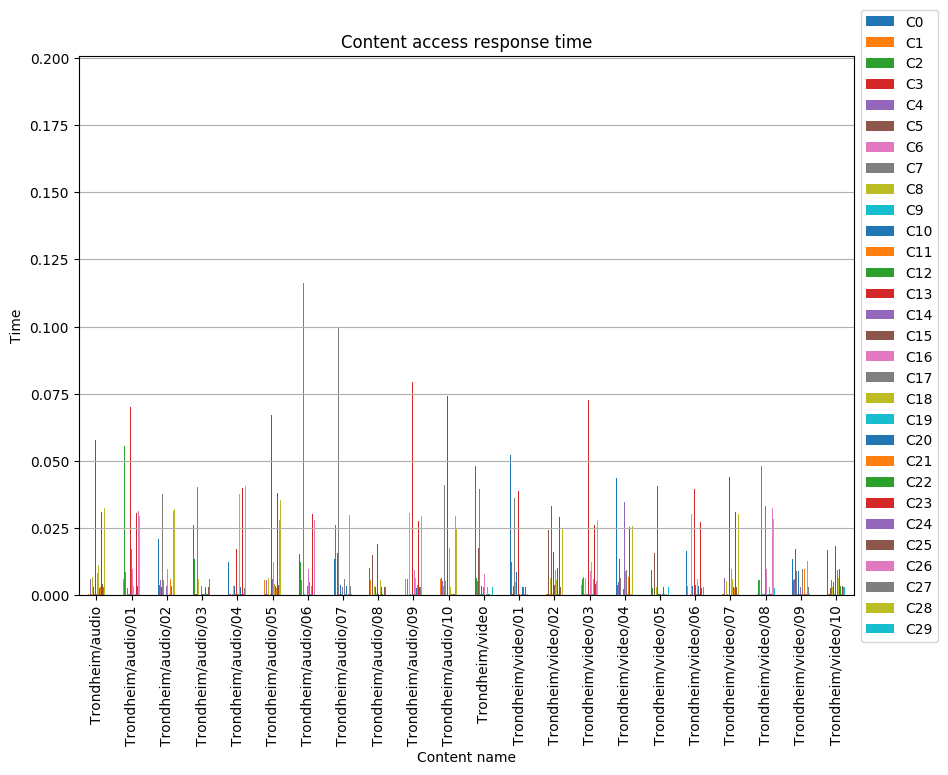 Content access response time
Time
0.200
0.175
0.150
0.125
0.100
0.075
0.050
0.025
0.000
Trondheim/audio
Trondheim/audio/01
Trondheim/audio/02
Trondheim/audio/03
Trondheim/audio/04
Trondheim/audio/05
Trondheim/audio/06
Trondheim/audio/07
Trondheim/audio/08
Trondheim/audio/09
Trondheim/audio/10
Trondheim/video
Trondheim/video/01
Trondheim/video/02
Trondheim/video/03
Trondheim/video/04
Trondheim/video/05
Trondheim/video/06
Trondheim/video/07
Trondheim/video/08
Trondheim/video/09
Trondheim/video/10
Content name
C0
C1
C2
C3
C4
C5
C6
C7
C8
C9
C10
C11
C12
C13
C14
C15
C16
C17
C18
C19
C20
C21
C22
C23
C24
C25
C26
C27
C28
C29